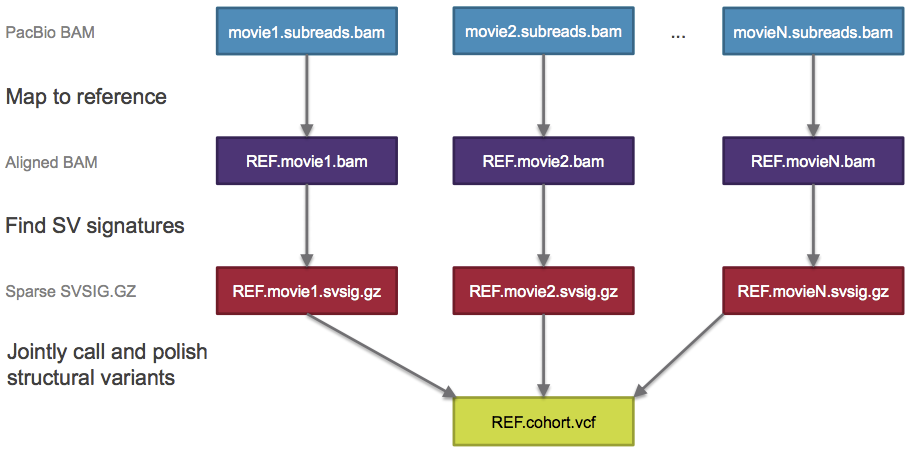 PacBio BAM
movie1.subreads.bam
movie2.subreads.bam
...
movieN.subreads.bam
Map to reference
Aligned BAM
REF.movie1.bam
REF.movie2.bam
REF.movieN.bam
Find SV signatures
Sparse SVSIG.GZ
REF.movie1.svsig.gz
REF.movie2.svsig.gz
REF.movieN.svsig.gz
Jointly call and polish
structural variants
REF.cohort.vcf